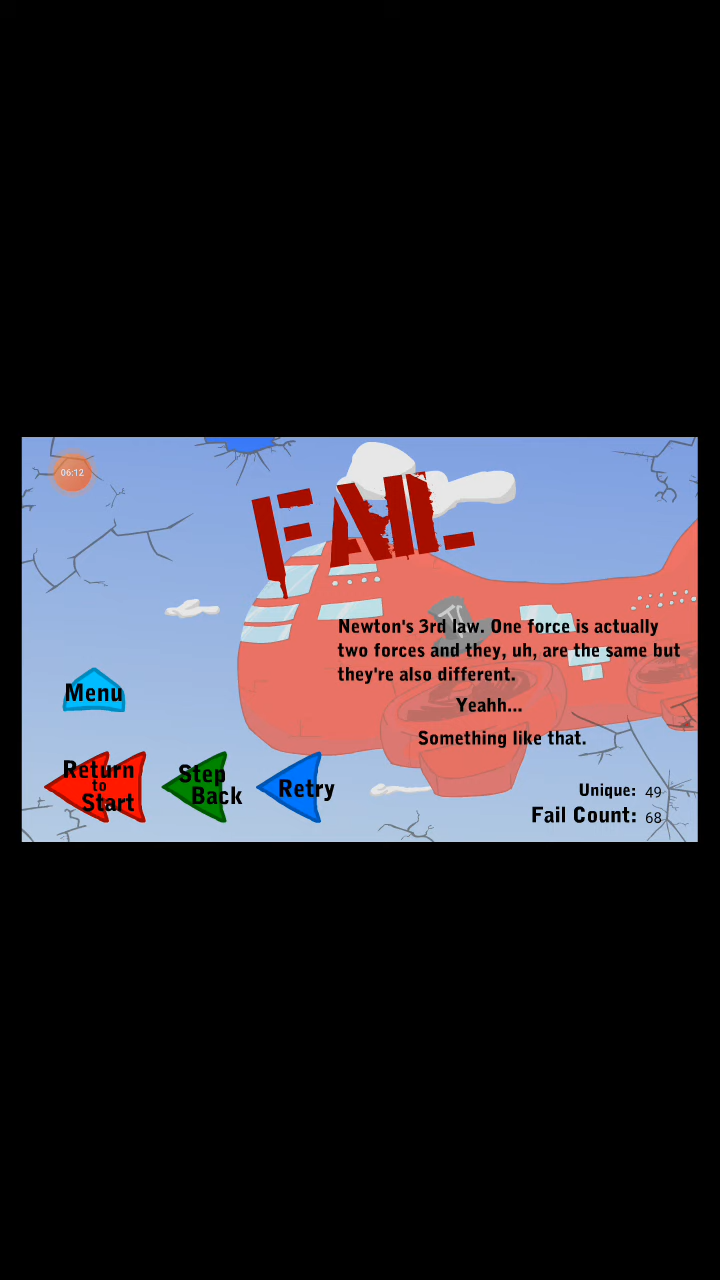 06:12
FAIL
Newton's 3rd law. One force is actually
two forces and they, uh, are the same but
they're also different.
Yeahh...
Something like that.
Menu
Return
to
Start
Step
Back
Retry
Unique: 49
Fail Count: 68